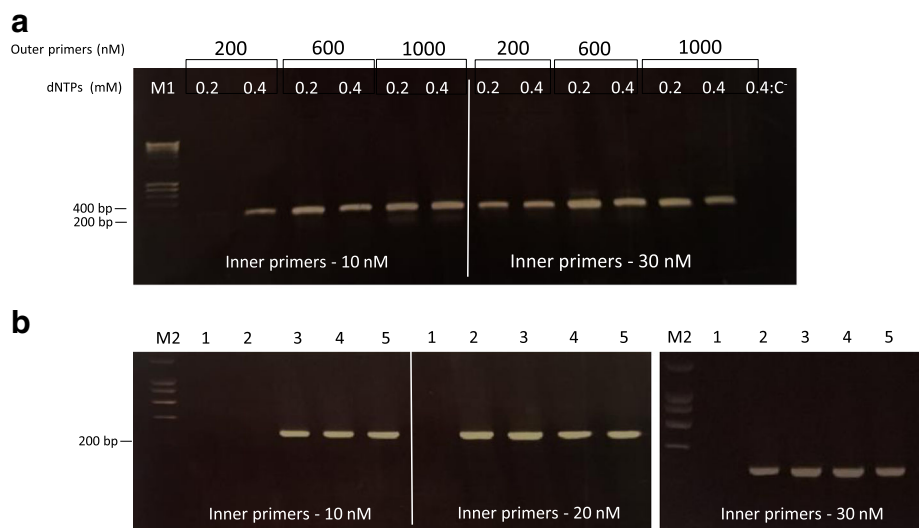 a
Outer primers (nM) 200 600 1000 200 600 1000
dNTPs (mM) M1 0.2 0.4 0.2 0.4 0.2 0.4 0.2 0.4 0.2 0.4 0.2 0.4 0.4:C-
400 bp
200 bp
Inner primers - 10 nM Inner primers - 30 nM
b
M2 1 2 3 4 5 1 2 3 4 5 M2 1 2 3 4 5
200 bp
Inner primers - 10 nM Inner primers - 20 nM Inner primers - 30 nM